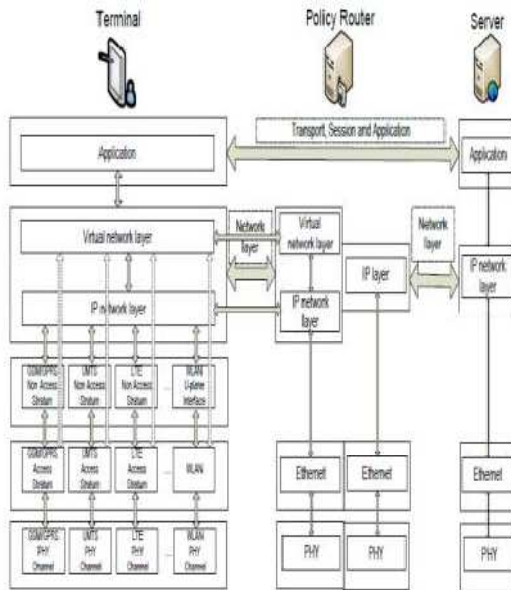 Terminal
Policy Router
Server
Transport, Session and Application
Application
Application
Virtual network layer
Network
layer
Virtual
network layer
Network
layer
IP layer
IP network
layer
IP network layer
IP network
layer
GSM/GPRS
Non Access
Stratum
UMTS
Non Access
Stratum
LTE
Non Access
Stratum
...
WLAN
U-plane
Interface
GSM/GPRS
Access
Stratum
UMTS
Access
Stratum
LTE
Access
Stratum
...
WLAN
Ethernet
Ethernet
Ethernet
GSM/GPRS
PHY
Channel
UMTS
PHY
Channel
LTE
PHY
Channel
...
WLAN
PHY
Channel
PHY
PHY
PHY